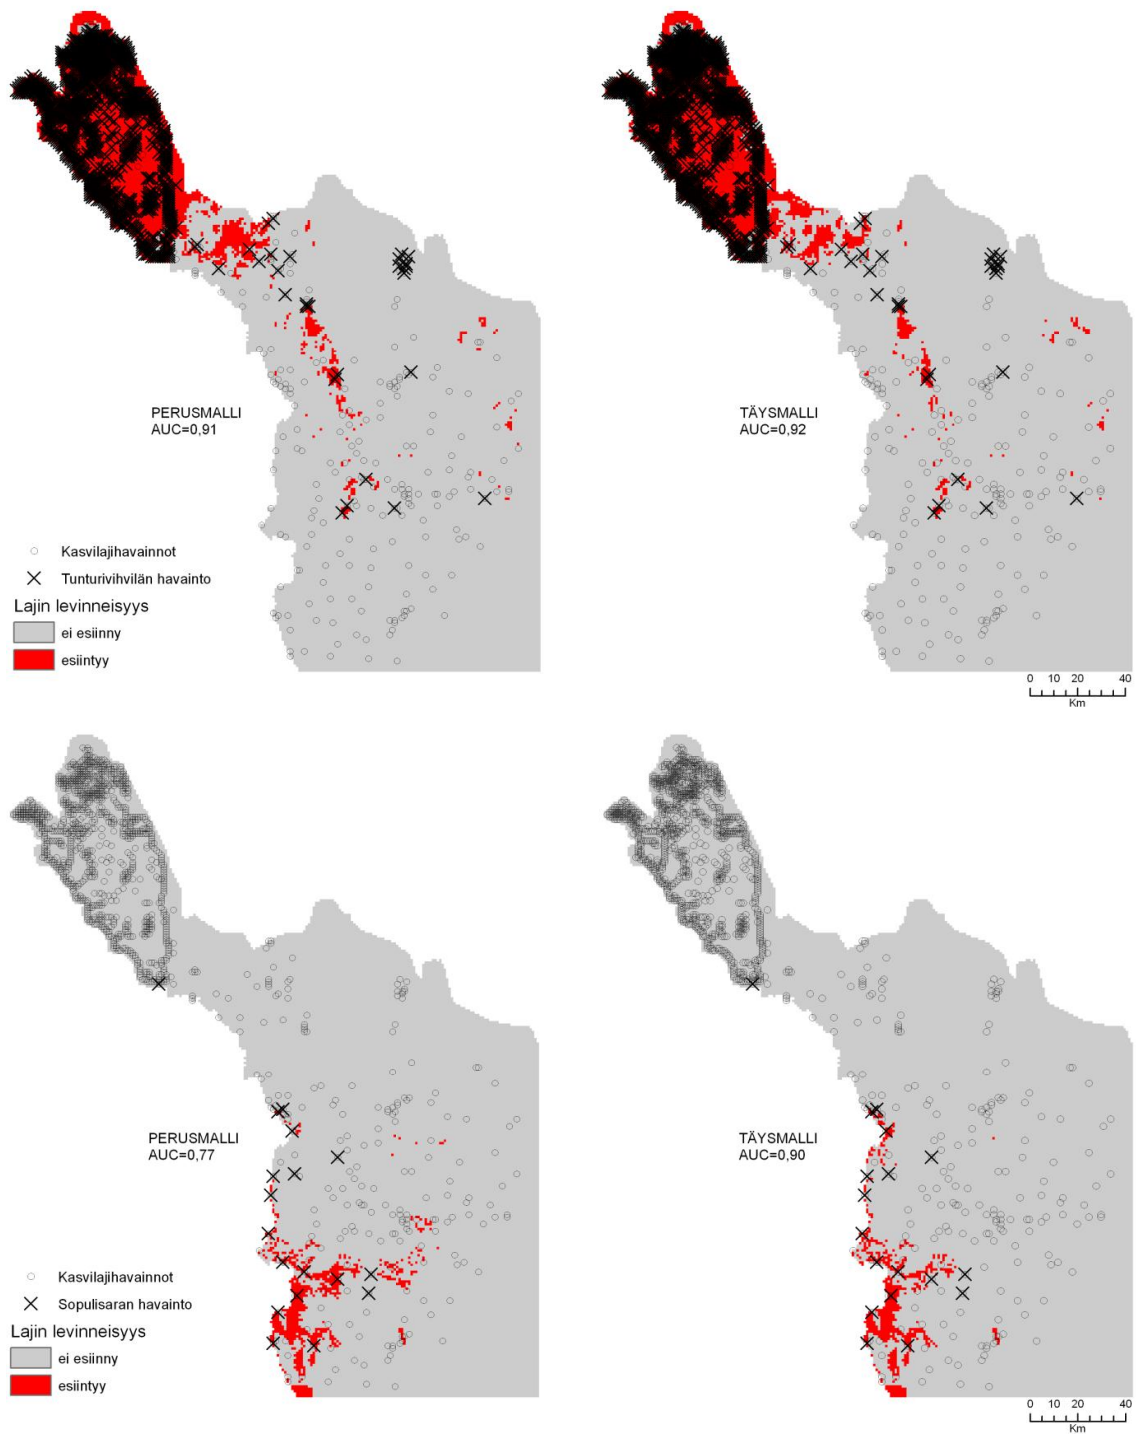 PERUSMALLI
AUC=0,91
TÄYSMALLI
AUC=0,92
Kasvilajihavainnot
Tunturivihvilän havainto
Lajin levinneisyys
ei esiinny
esiintyy
0 10 20 40
Km
PERUSMALLI
AUC=0,77
TÄYSMALLI
AUC=0,90
Kasvilajihavainnot
Sopulisaran havainto
Lajin levinneisyys
ei esiinny
esiintyy
0 10 20 40
Km